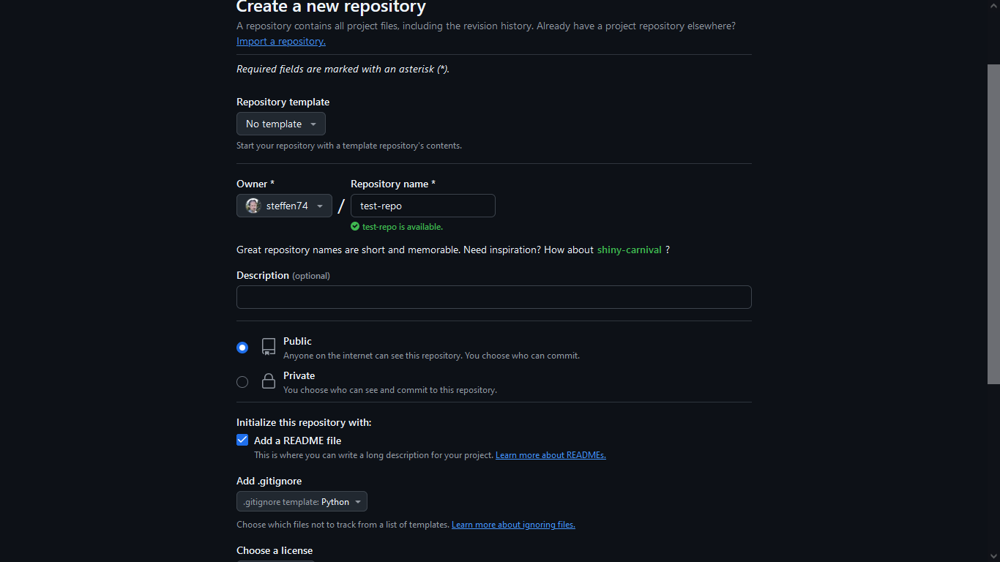 Create a new repository
A repository contains all project files, including the revision history. Already have a project repository elsewhere?
Import a repository.
Required fields are marked with an asterisk (*).
Repository template
No template
Start your repository with a template repository's contents.
Owner *
Repository name *
steffen74
/
test-repo
test-repo is available.
Great repository names are short and memorable. Need inspiration? How about shiny-carnival ?
Description (optional)
Public
Anyone on the internet can see this repository. You choose who can commit.
Private
You choose who can see and commit to this repository.
Initialize this repository with:
Add a README file
This is where you can write a long description for your project. Learn more about READMEs.
Add .gitignore
.gitignore template: Python
Choose which files not to track from a list of templates. Learn more about ignoring files.
Choose a license